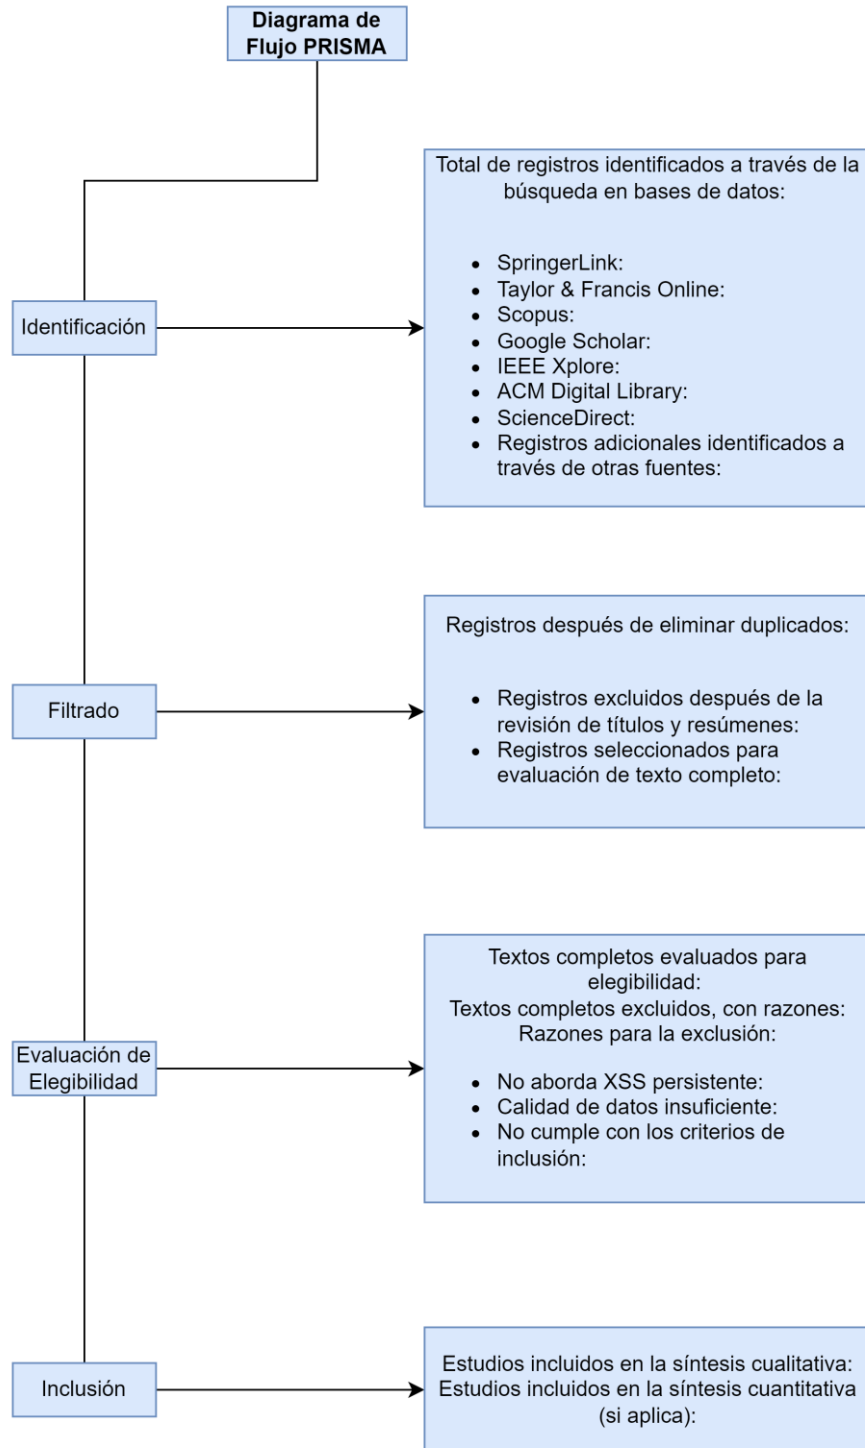 Diagrama de
Flujo PRISMA
Total de registros identificados a través de la
búsqueda en bases de datos:
• SpringerLink:
• Taylor & Francis Online:
• Scopus:
• Google Scholar:
• IEEE Xplore:
• ACM Digital Library:
• ScienceDirect:
• Registros adicionales identificados a
través de otras fuentes:
Identificación
Registros después de eliminar duplicados:
• Registros excluidos después de la
revisión de títulos y resúmenes:
• Registros seleccionados para
evaluación de texto completo:
Filtrado
Textos completos evaluados para
elegibilidad:
Textos completos excluidos, con razones:
Razones para la exclusión:
• No aborda XSS persistente:
• Calidad de datos insuficiente:
• No cumple con los criterios de
inclusión:
Evaluación de
Elegibilidad
Estudios incluidos en la síntesis cualitativa:
Estudios incluidos en la síntesis cuantitativa
(si aplica):
Inclusión